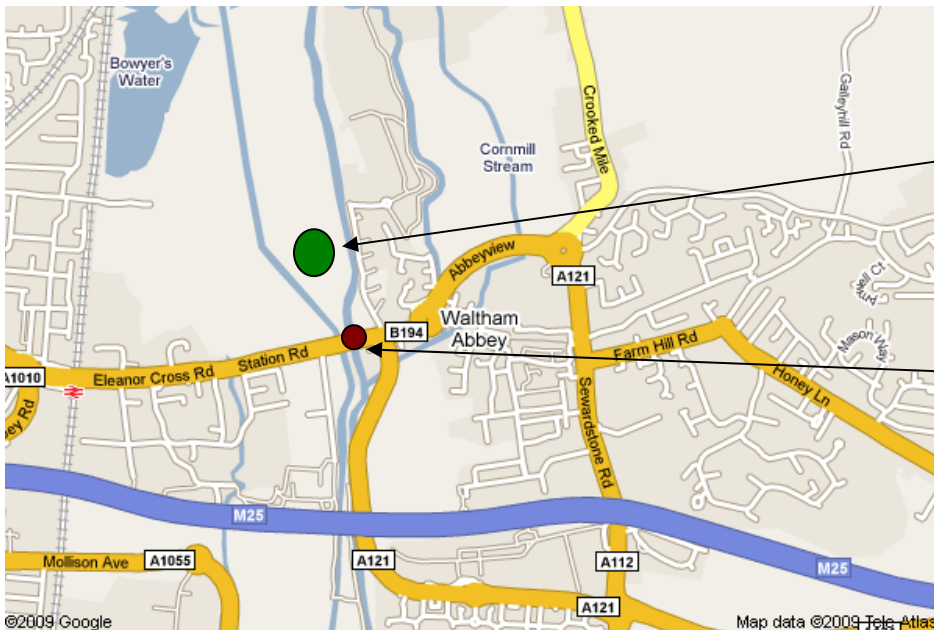 Bowyer's
Water
Crooked Mile
Galleyhill Rd
Cornmill
Stream
Abbeyview
A121
B194
Waltham
Abbey
Mason Way
Farm Hill Rd
Station Rd
Eleanor Cross Rd
A1010
Honey Ln
Sewardstone Rd
M25
Mollison Ave
A1055
A121
A112
M25
A121
©2009 Google
Map data ©2009 Tele Atlas